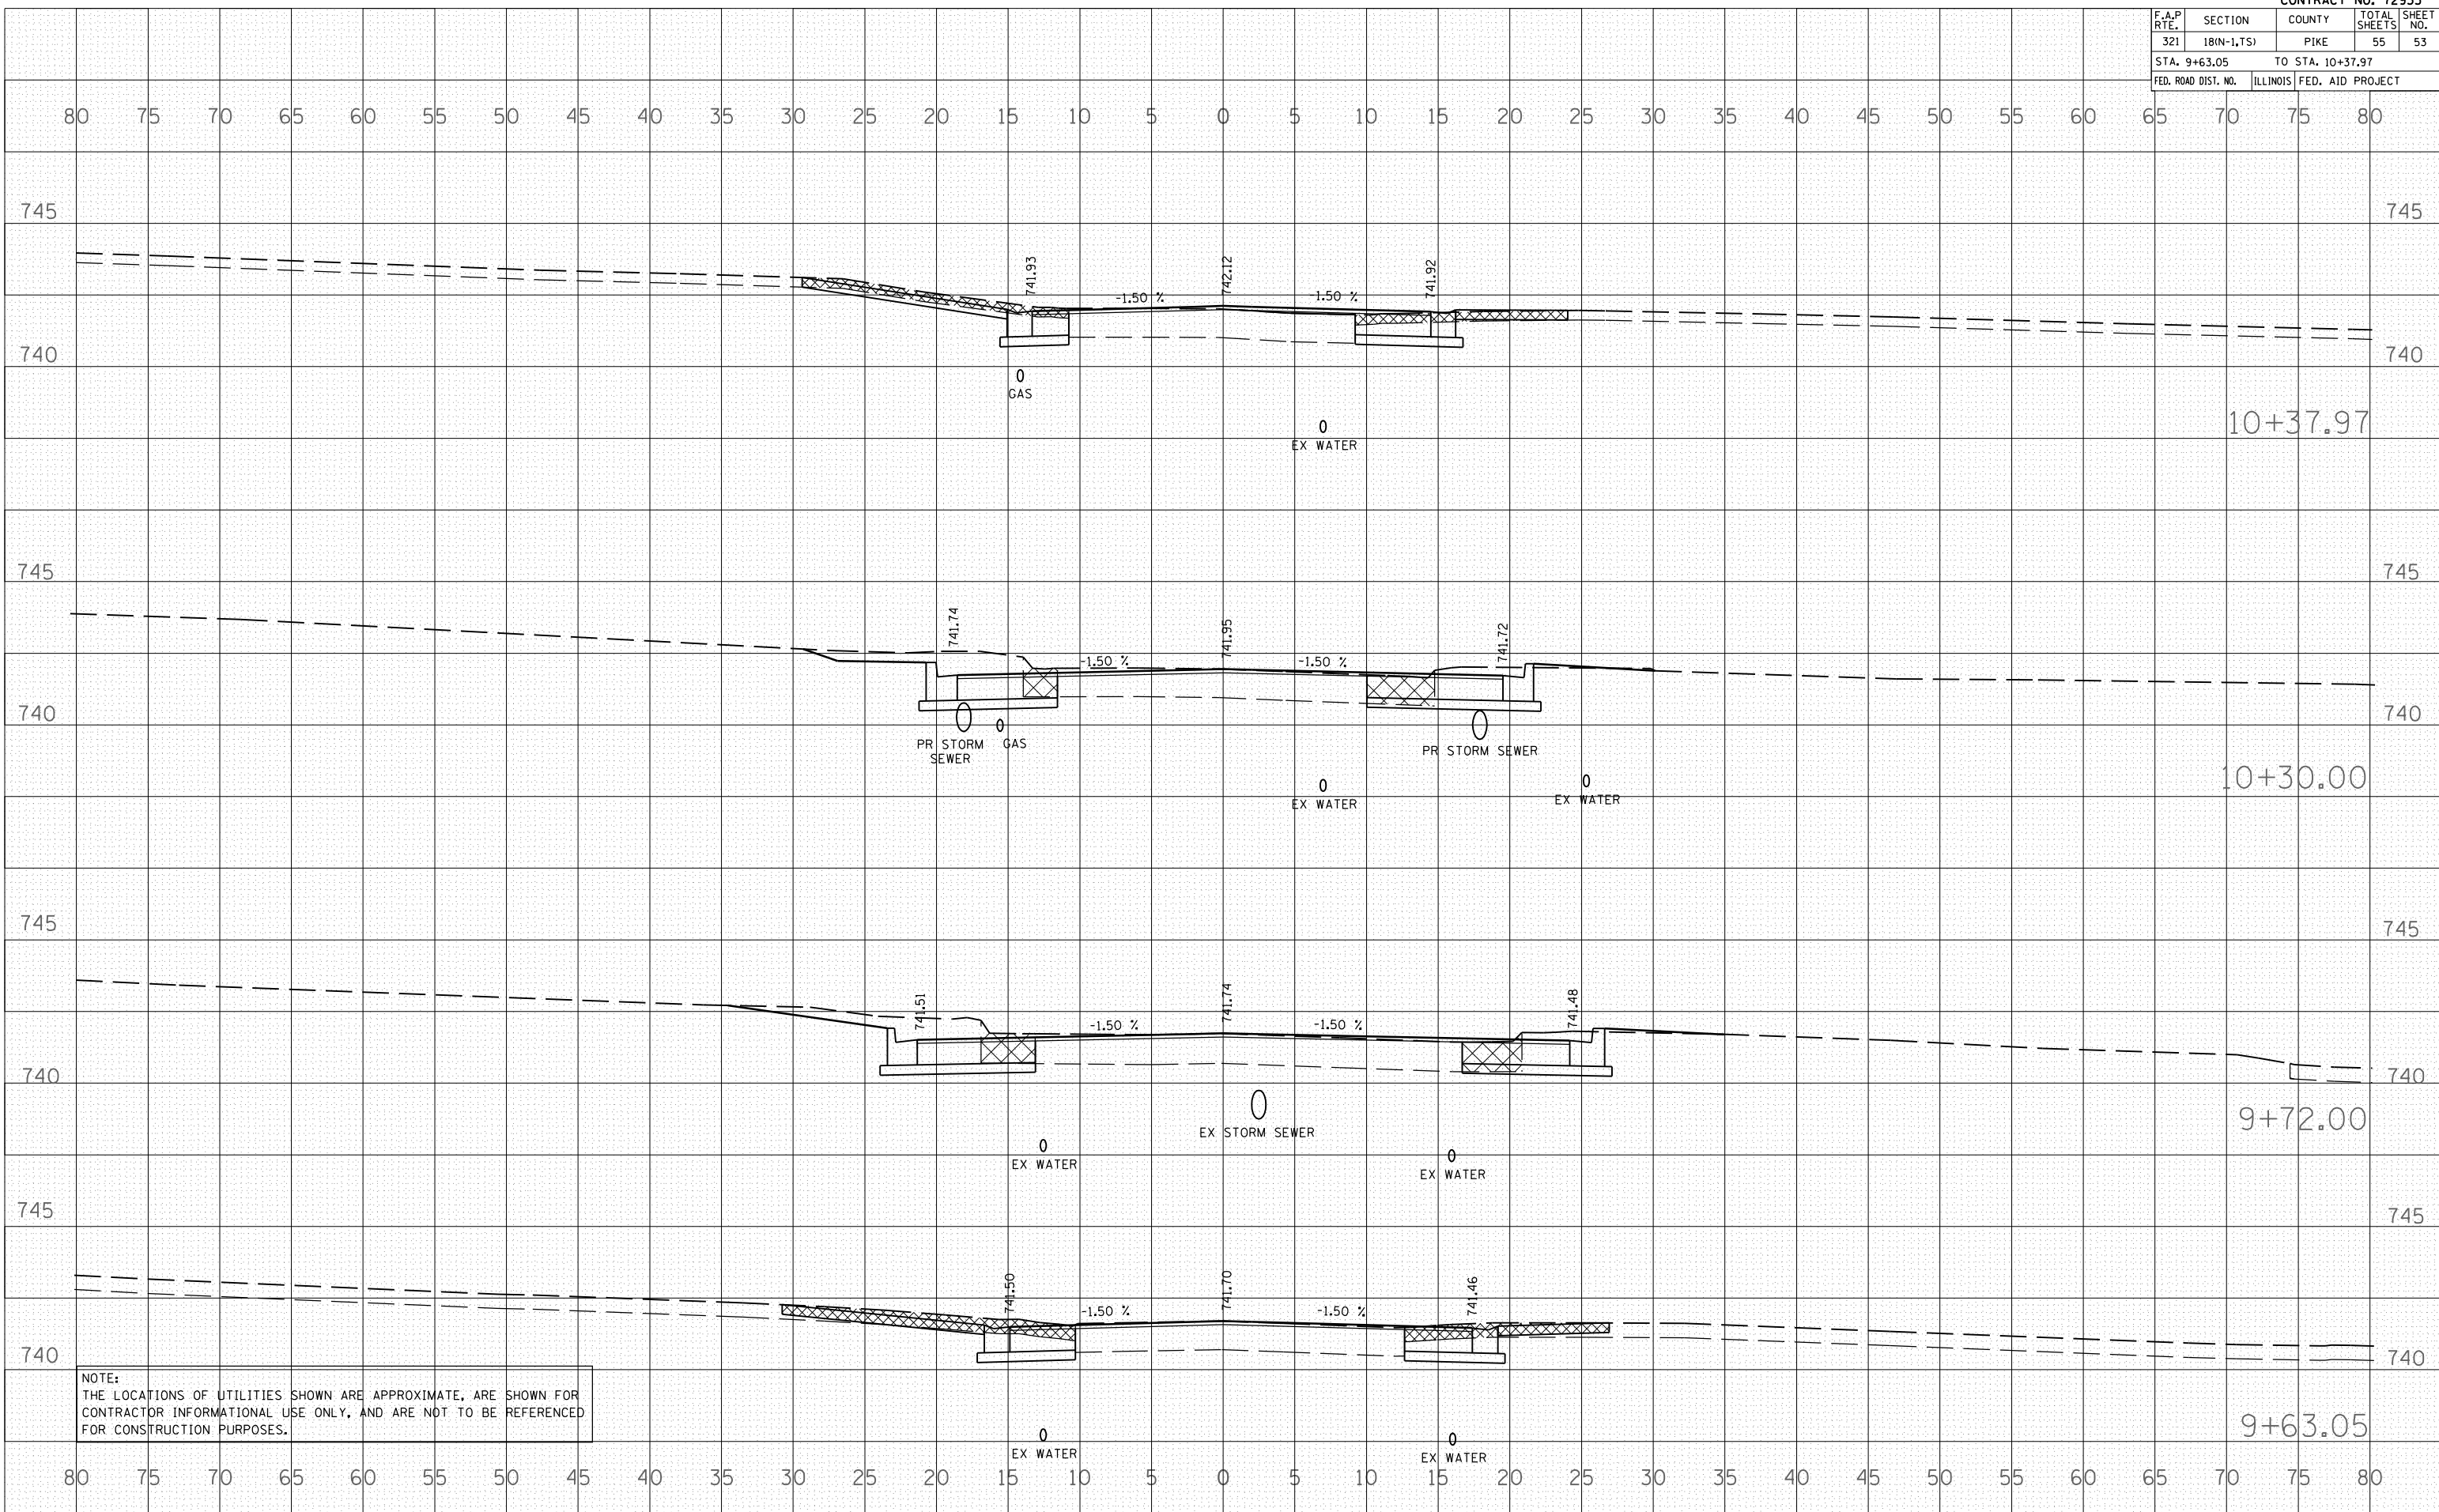 F.A.P RTE. SECTION COUNTY TOTAL SHEETS SHEET NO.
321 18(N-1,TS) PIKE 55 53
STA. 9+63.05 TO STA. 10+37.97
FED. ROAD DIST. NO. ILLINOIS FED. AID PROJECT
80 75 70 65 60 55 50 45 40 35 30 25 20 15 10 5 0 5 10 15 20 25 30 35 40 45 50 55 60 65 70 75 80
745 745
741.93 742.12 741.92
-1.50 % -1.50 %
740 740
GAS
EX WATER
10+37.97
745 745
741.74 741.95 741.72
-1.50 % -1.50 %
740 740
PR STORM SEWER GAS PR STORM SEWER
EX WATER EX WATER
10+30.00
745 745
741.51 741.74 741.48
-1.50 % -1.50 %
740 740
EX STORM SEWER
EX WATER EX WATER
9+72.00
745 745
741.50 741.70 741.46
-1.50 % -1.50 %
740 740
NOTE:
THE LOCATIONS OF UTILITIES SHOWN ARE APPROXIMATE, ARE SHOWN FOR
CONTRACTOR INFORMATIONAL USE ONLY, AND ARE NOT TO BE REFERENCED
FOR CONSTRUCTION PURPOSES.
EX WATER EX WATER
9+63.05
80 75 70 65 60 55 50 45 40 35 30 25 20 15 10 5 0 5 10 15 20 25 30 35 40 45 50 55 60 65 70 75 80